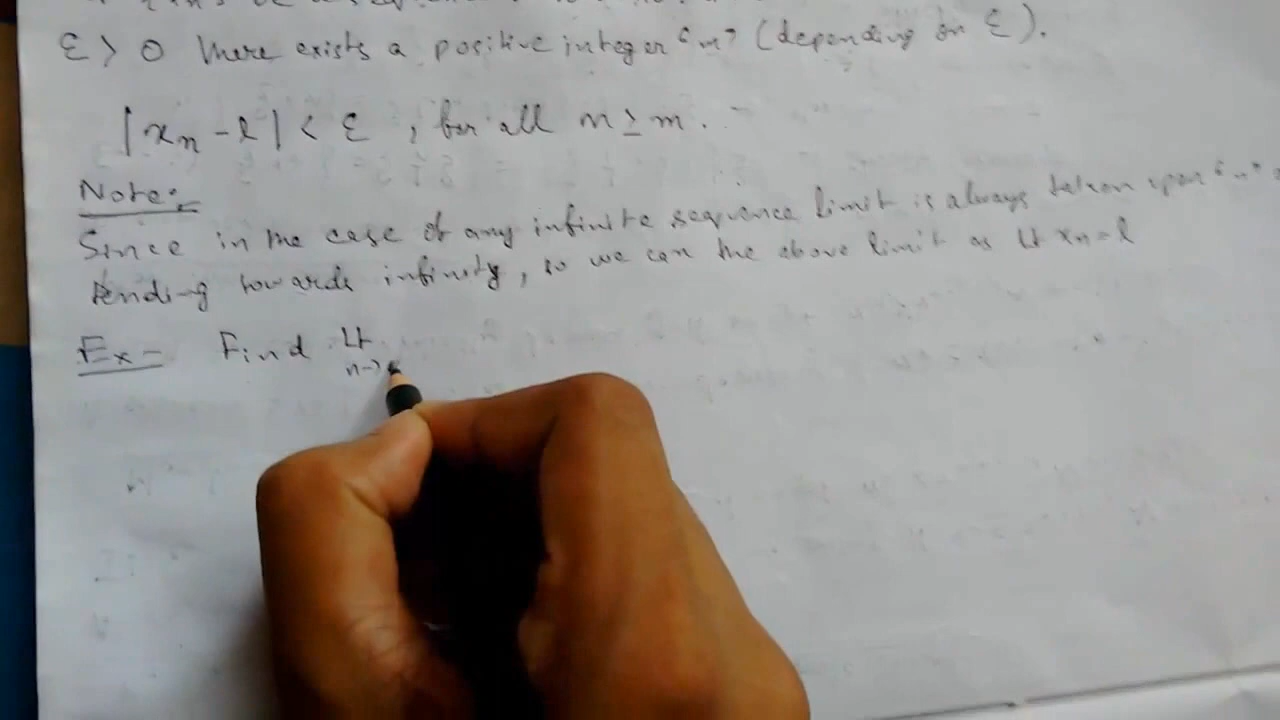 ε > 0 there exists a positive integer 'm' (depending on ε).
|xn - l| < ε, for all n ≥ m.
Note:-
Since in the case of any infinite sequence limit is always taken upon "n"
tending towards infinity, so we can the above limit as Lt xn = l
Ex = Find Lt
n→